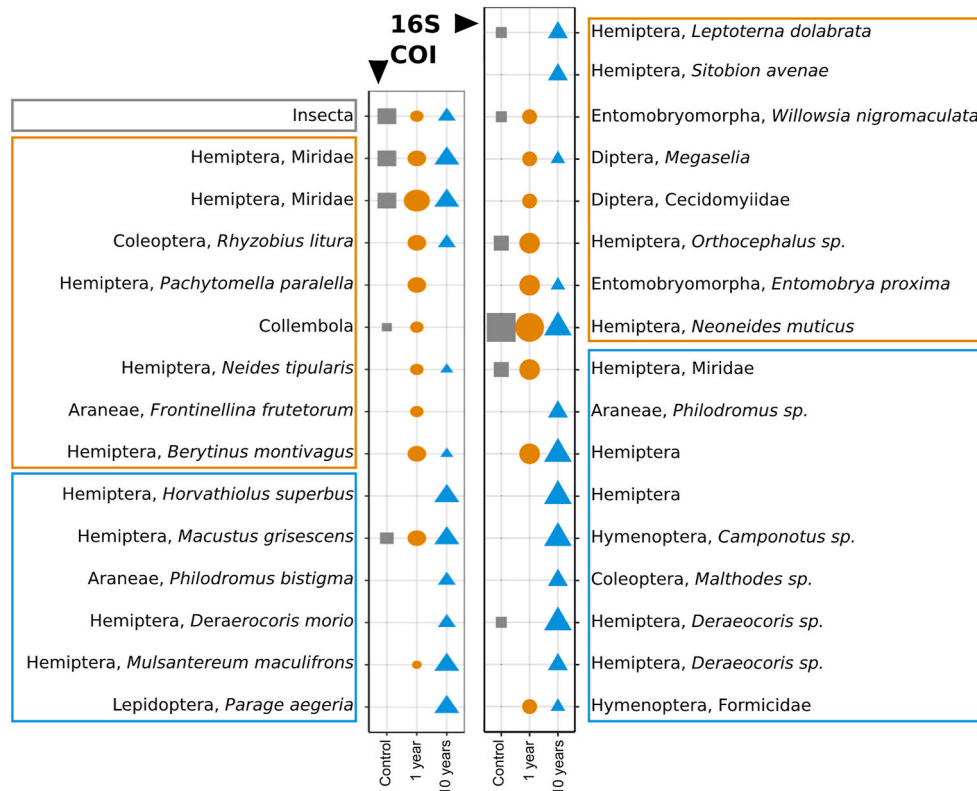 16S
COI
Insecta
Hemiptera, Miridae
Hemiptera, Miridae
Coleoptera, Rhyzobius litura
Hemiptera, Pachytomella paralella
Collembola
Hemiptera, Neides tipularis
Araneae, Frontinellina frutetorum
Hemiptera, Berytinus montivagus
Hemiptera, Horvathiolus superbus
Hemiptera, Macustus grisescens
Araneae, Philodromus bistigma
Hemiptera, Deraerocoris morio
Hemiptera, Mulsantereum maculifrons
Lepidoptera, Parage aegeria
Control
1 year
10 years
Hemiptera, Leptoterna dolabrata
Hemiptera, Sitobion avenae
Entomobryomorpha, Willowsia nigromaculata
Diptera, Megaselia
Diptera, Cecidomyiidae
Hemiptera, Orthocephalus sp.
Entomobryomorpha, Entomobrya proxima
Hemiptera, Neoneides muticus
Hemiptera, Miridae
Araneae, Philodromus sp.
Hemiptera
Hemiptera
Hymenoptera, Camponotus sp.
Coleoptera, Malthodes sp.
Hemiptera, Deraeocoris sp.
Hemiptera, Deraeocoris sp.
Hymenoptera, Formicidae
Control
1 year
10 years